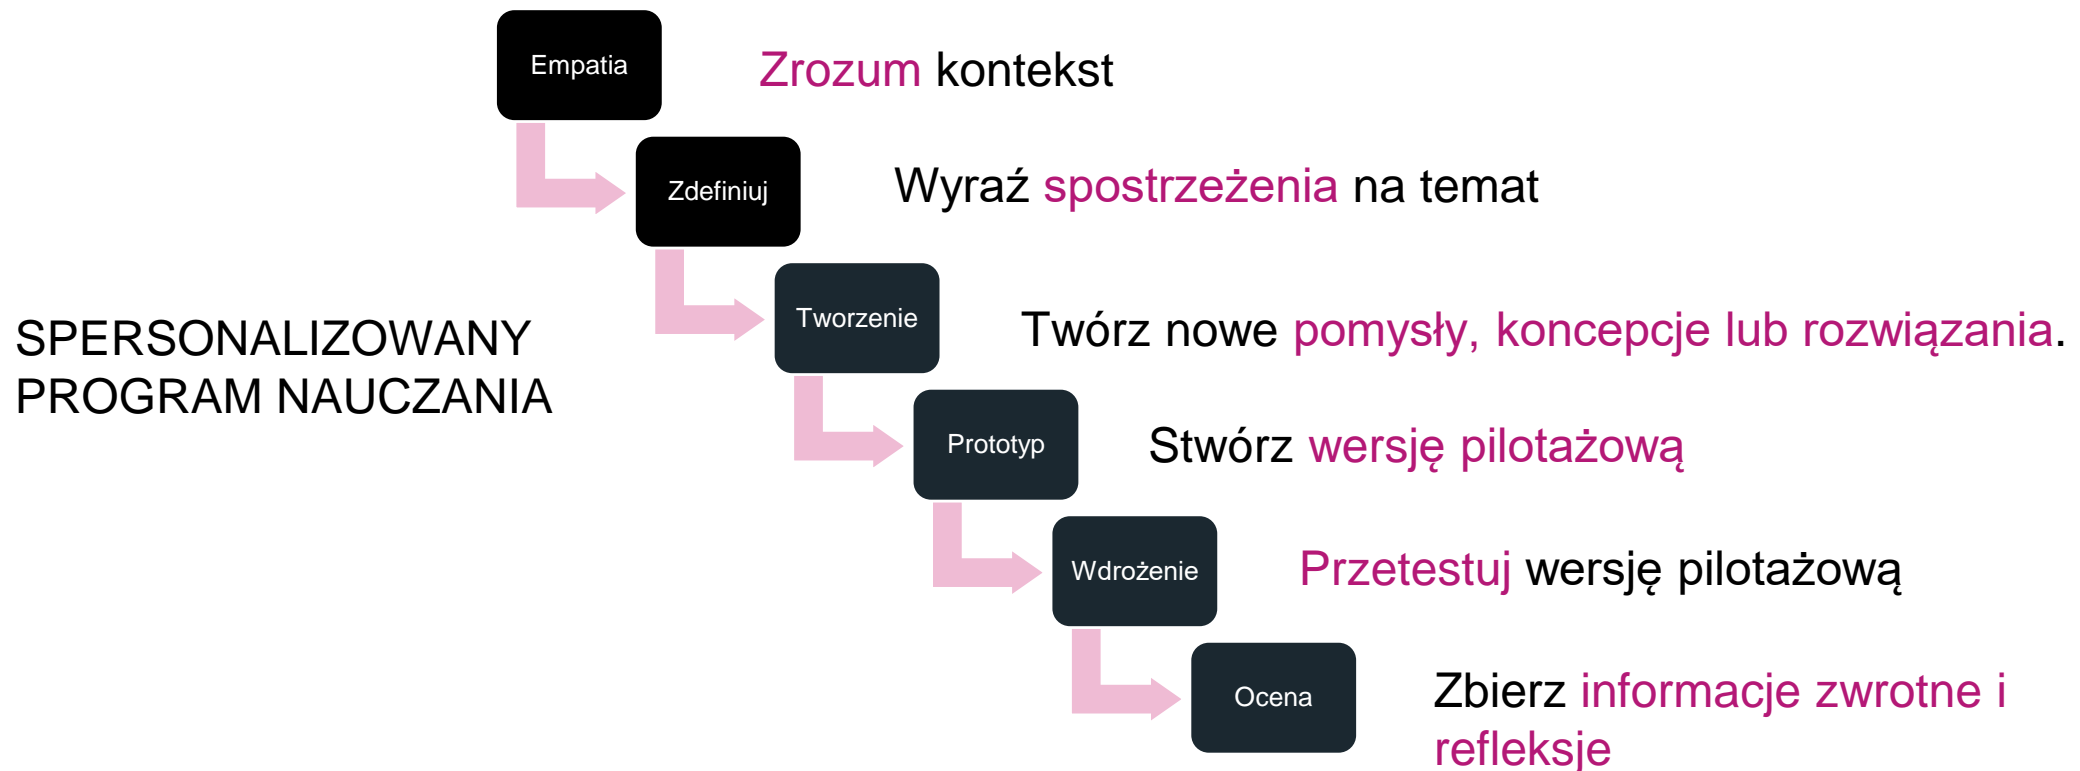 Empatia
Zrozum kontekst
Zdefiniuj
Wyraź spostrzeżenia na temat
Tworzenie
Twórz nowe pomysły, koncepcje lub rozwiązania.
SPERSONALIZOWANY
PROGRAM NAUCZANIA
Prototyp
Stwórz wersję pilotażową
Wdrożenie
Przetestuj wersję pilotażową
Ocena
Zbierz informacje zwrotne i
refleksje